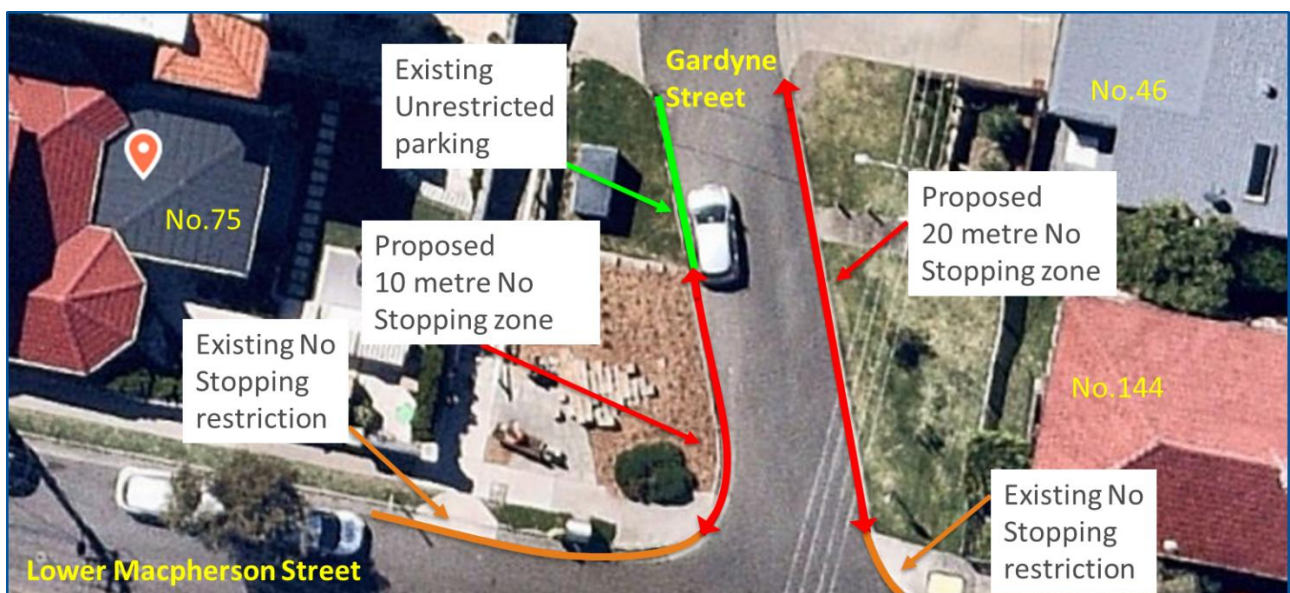 Existing
Unrestricted
parking
Gardyne
Street
No.46
No.75
Proposed
10 metre No
Stopping zone
Proposed
20 metre No
Stopping zone
Existing No
Stopping
restriction
No.144
Existing No
Stopping
restriction
Lower Macpherson Street